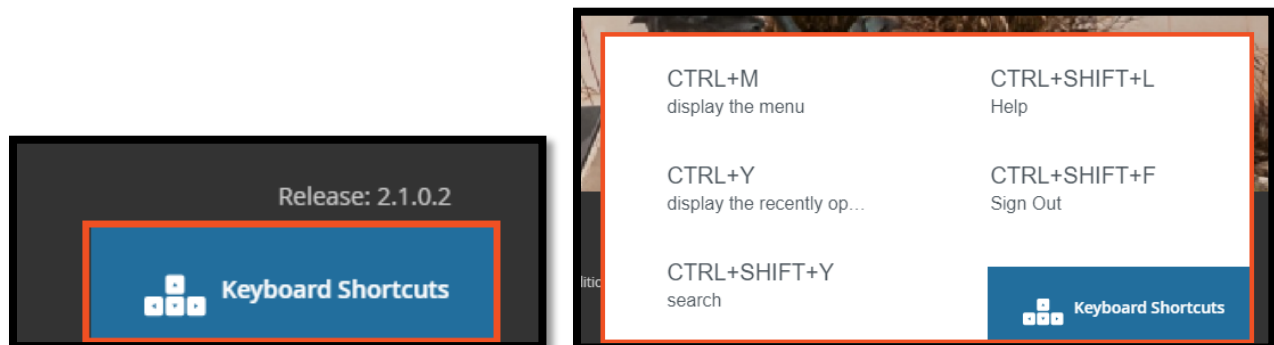 Release: 2.1.0.2
Keyboard Shortcuts
CTRL+M
display the menu
CTRL+Y
display the recently op...
CTRL+SHIFT+Y
search
CTRL+SHIFT+L
Help
CTRL+SHIFT+F
Sign Out
Keyboard Shortcuts